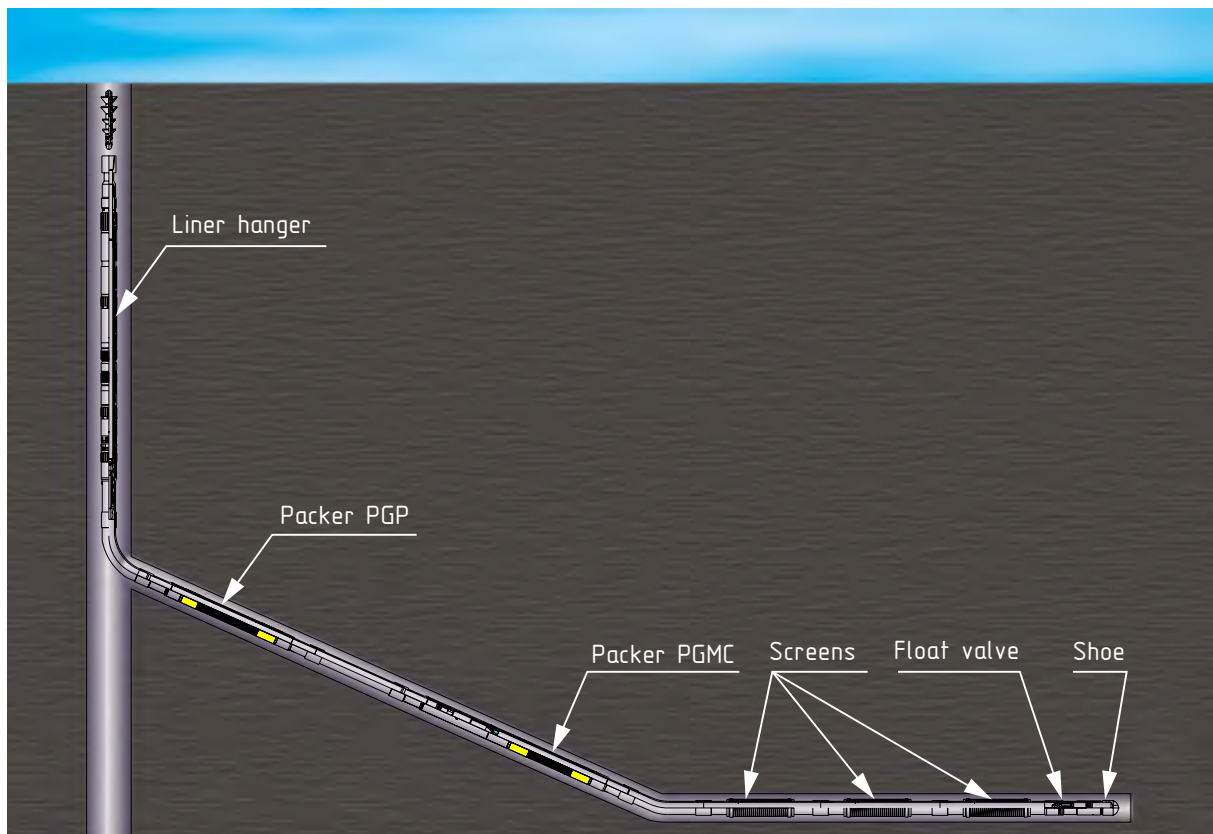 Liner hanger
Packer PGP
Packer PGMC
Screens
Float valve
Shoe